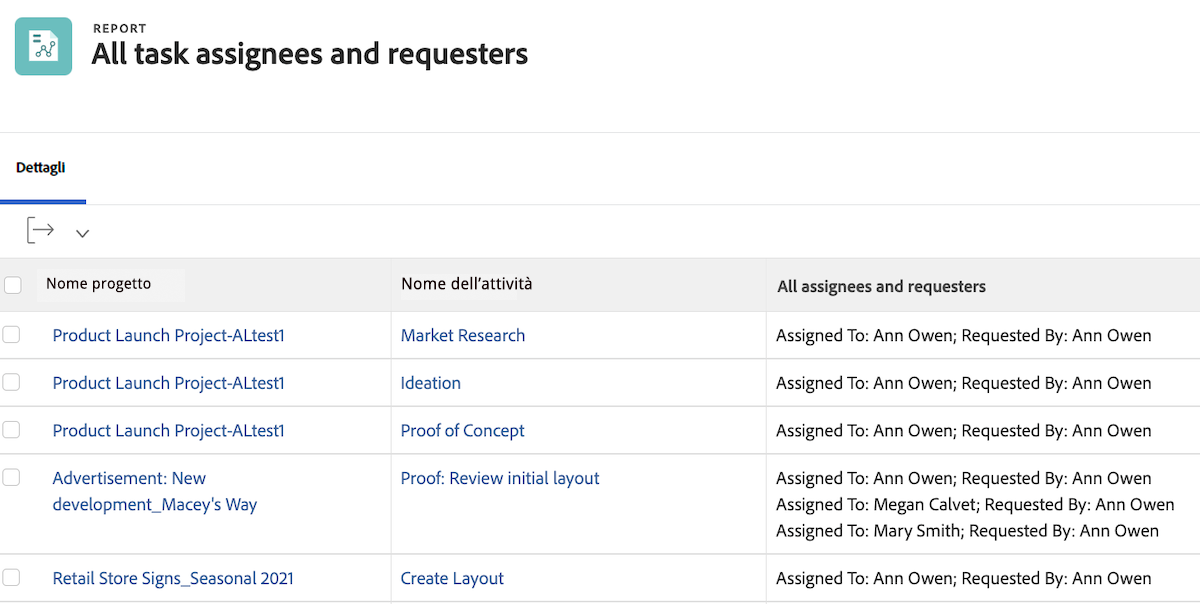 REPORT
All task assignees and requesters
Dettagli
Nome progetto
Nome dell'attività
All assignees and requesters
Product Launch Project-ALtest1
Market Research
Assigned To: Ann Owen; Requested By: Ann Owen
Product Launch Project-ALtest1
Ideation
Assigned To: Ann Owen; Requested By: Ann Owen
Product Launch Project-ALtest1
Proof of Concept
Assigned To: Ann Owen; Requested By: Ann Owen
Advertisement: New
development_Macey's Way
Proof: Review initial layout
Assigned To: Ann Owen; Requested By: Ann Owen
Assigned To: Megan Calvet; Requested By: Ann Owen
Assigned To: Mary Smith; Requested By: Ann Owen
Retail Store Signs_Seasonal 2021
Create Layout
Assigned To: Ann Owen; Requested By: Ann Owen